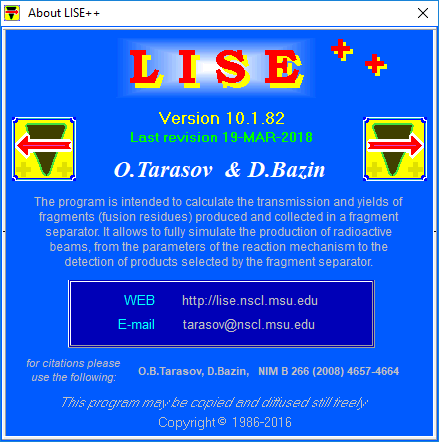 About LISE++
LISE ++
Version 10.1.82
Last revision 19-MAR-2018
O.Tarasov & D.Bazin
The program is intended to calculate the transmission and yields of
fragments (fusion residues) produced and collected in a fragment
separator. It allows to fully simulate the production of radioactive
beams, from the parameters of the reaction mechanism to the
detection of products selected by the fragment separator.
WEB http://lise.nscl.msu.edu
E-mail tarasov@nscl.msu.edu
for citations please
use the following:
O.B.Tarasov, D.Bazin, NIM B 266 (2008) 4657-4664
This program may be copied and diffused still freely
Copyright © 1986-2016